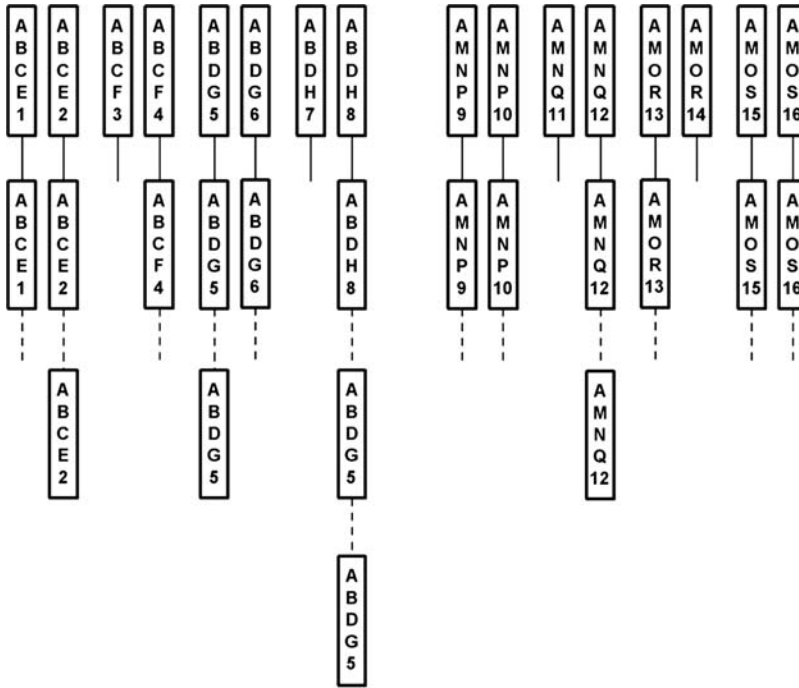 ABCE1 ABCE2 ABCF3 ABCF4 ABDG5 ABDG6 ABDH7 ABDH8 AMNP9 AMNP10 AMNQ11 AMNQ12 AMOR13 AMOR14 AMOS15 AMOS16
ABCE1 ABCE2 ABCF4 ABDG5 ABDG6 ABDH8 AMNP9 AMNP10 AMNQ12 AMOR13 AMOS15 AMOS16
ABCE2 ABDG5 ABDG5 AMNQ12
ABDG5